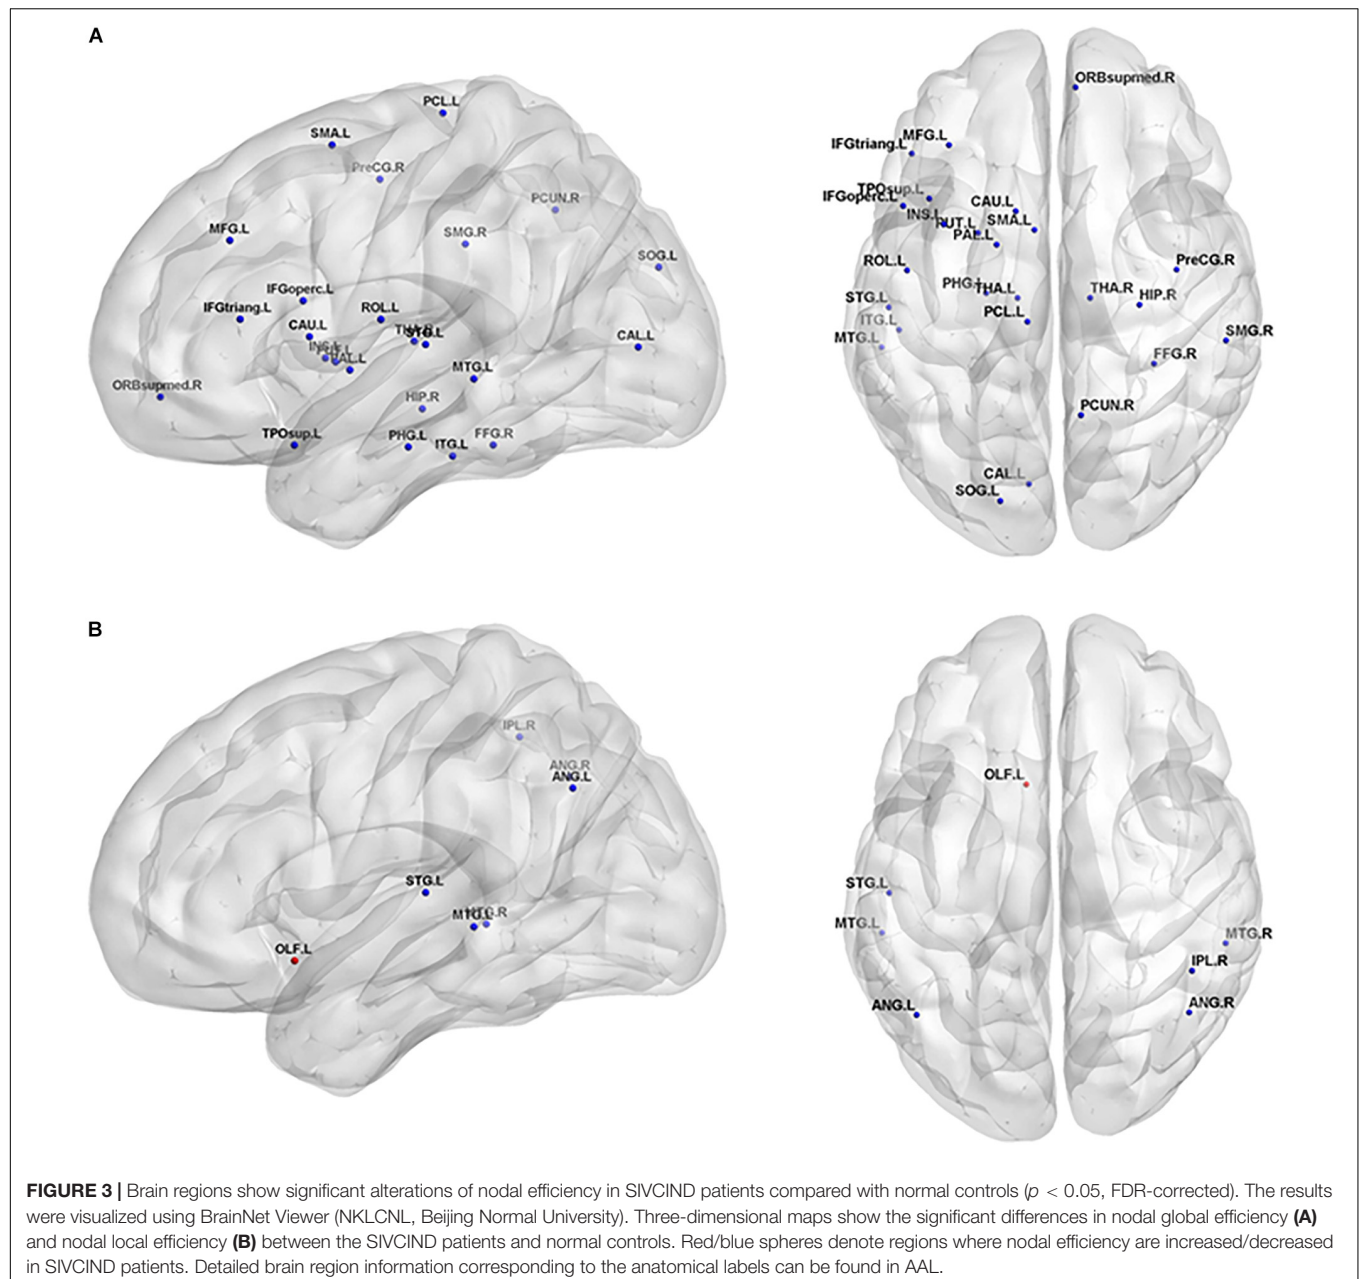 A
PCL.L
SMA.L
PreCG.R
PCUN.R
MFG.L
SMG.R
SOG.L
IFGoperc.L
IFGtriang.L
ROL.L
CAU.L
THA.R
STG.L
CAL.L
INS.L
PAL.L
MTG.L
ORBsupmed.R
HIP.R
TPOsup.L
PHG.L
ITG.L
FFG.R
ORBsupmed.R
MFG.L
IFGtriang.L
TPOsup.L
IFGoperc.L
CAU.L
INS.L
SMA.L
PUT.L
PAL.L
ROL.L
PreCG.R
PHG.L
THA.L
THA.R
HIP.R
STG.L
PCL.L
ITG.L
MTG.L
SMG.R
FFG.R
PCUN.R
CAL.L
SOG.L
B
IPL.R
ANG.R
ANG.L
STG.L
MTG.L
MTG.R
OLF.L
OLF.L
STG.L
MTG.L
MTG.R
IPL.R
ANG.L
ANG.R
FIGURE 3 | Brain regions show significant alterations of nodal efficiency in SIVCIND patients compared with normal controls (p < 0.05, FDR-corrected). The results
were visualized using BrainNet Viewer (NKLCNL, Beijing Normal University). Three-dimensional maps show the significant differences in nodal global efficiency (A)
and nodal local efficiency (B) between the SIVCIND patients and normal controls. Red/blue spheres denote regions where nodal efficiency are increased/decreased
in SIVCIND patients. Detailed brain region information corresponding to the anatomical labels can be found in AAL.